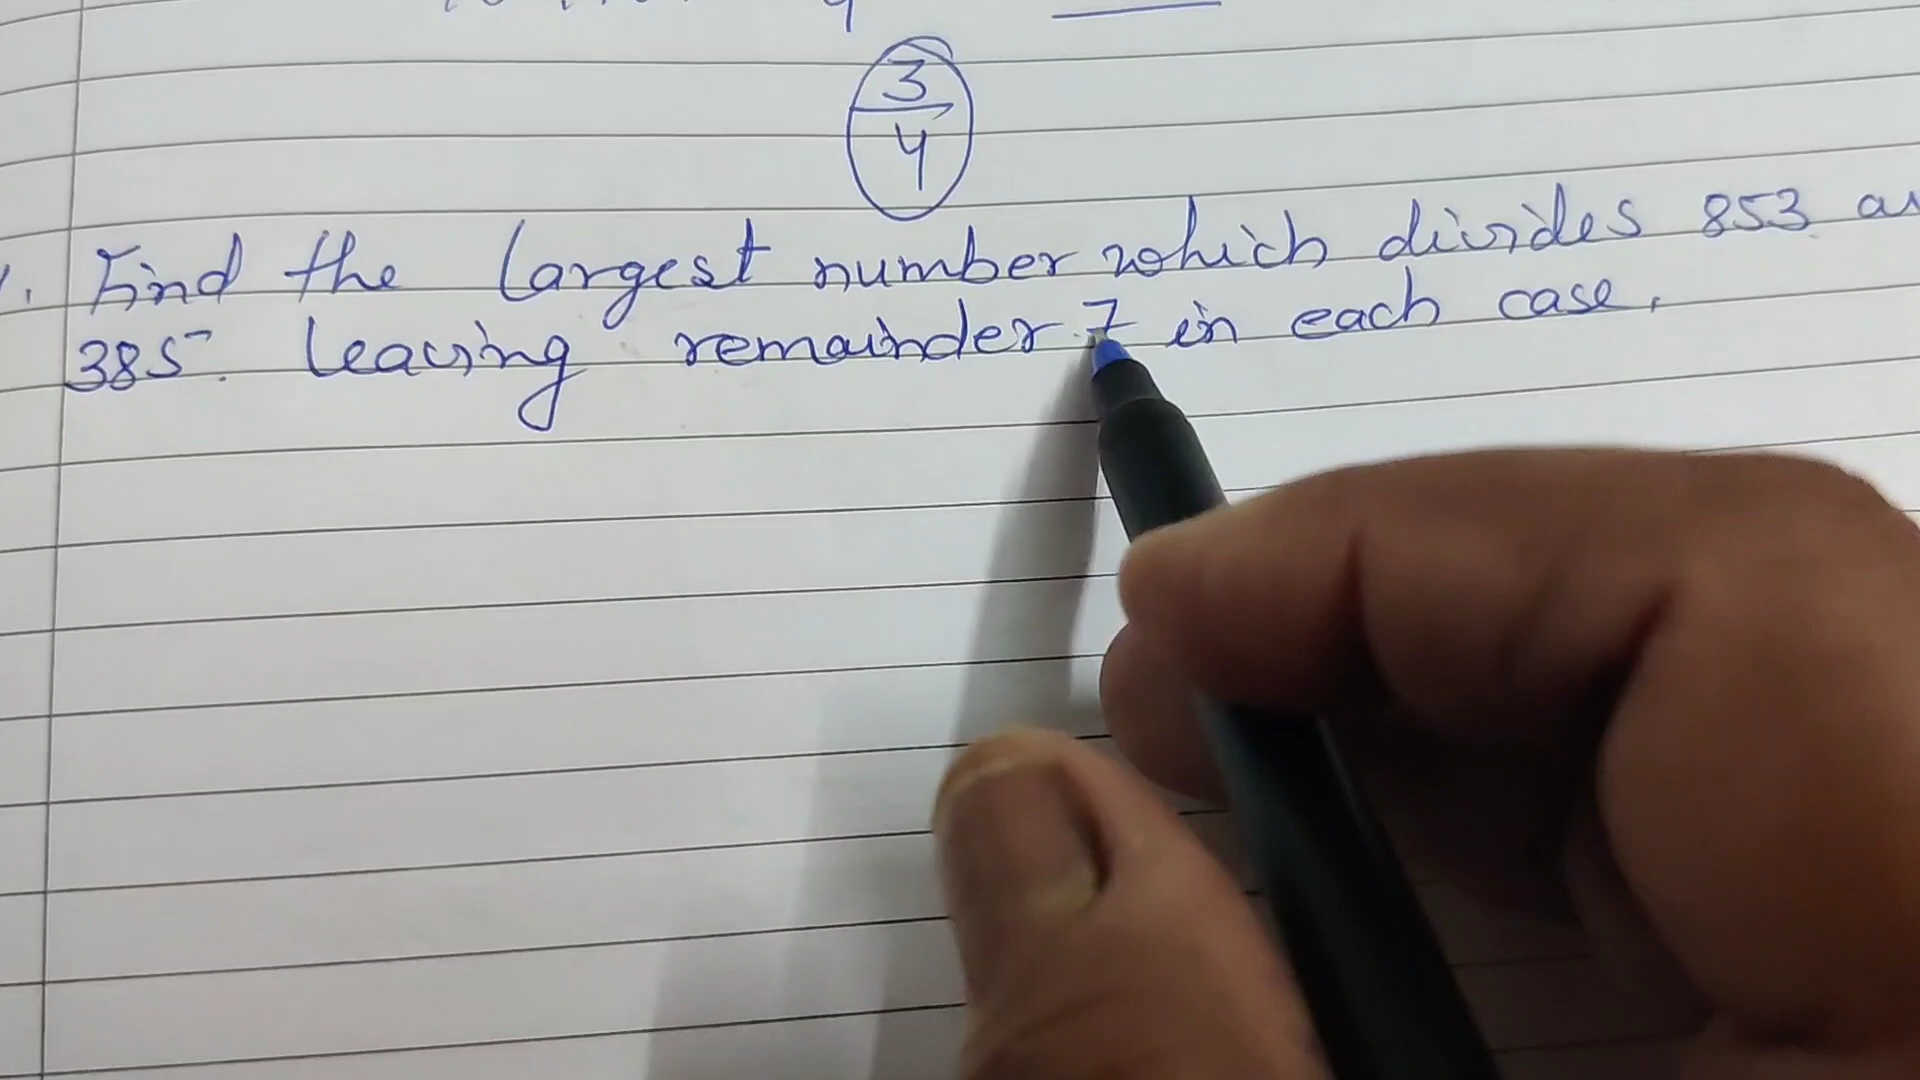 3
4
Find the largest number which divides 853
385. leaving remainder 7 in each case.